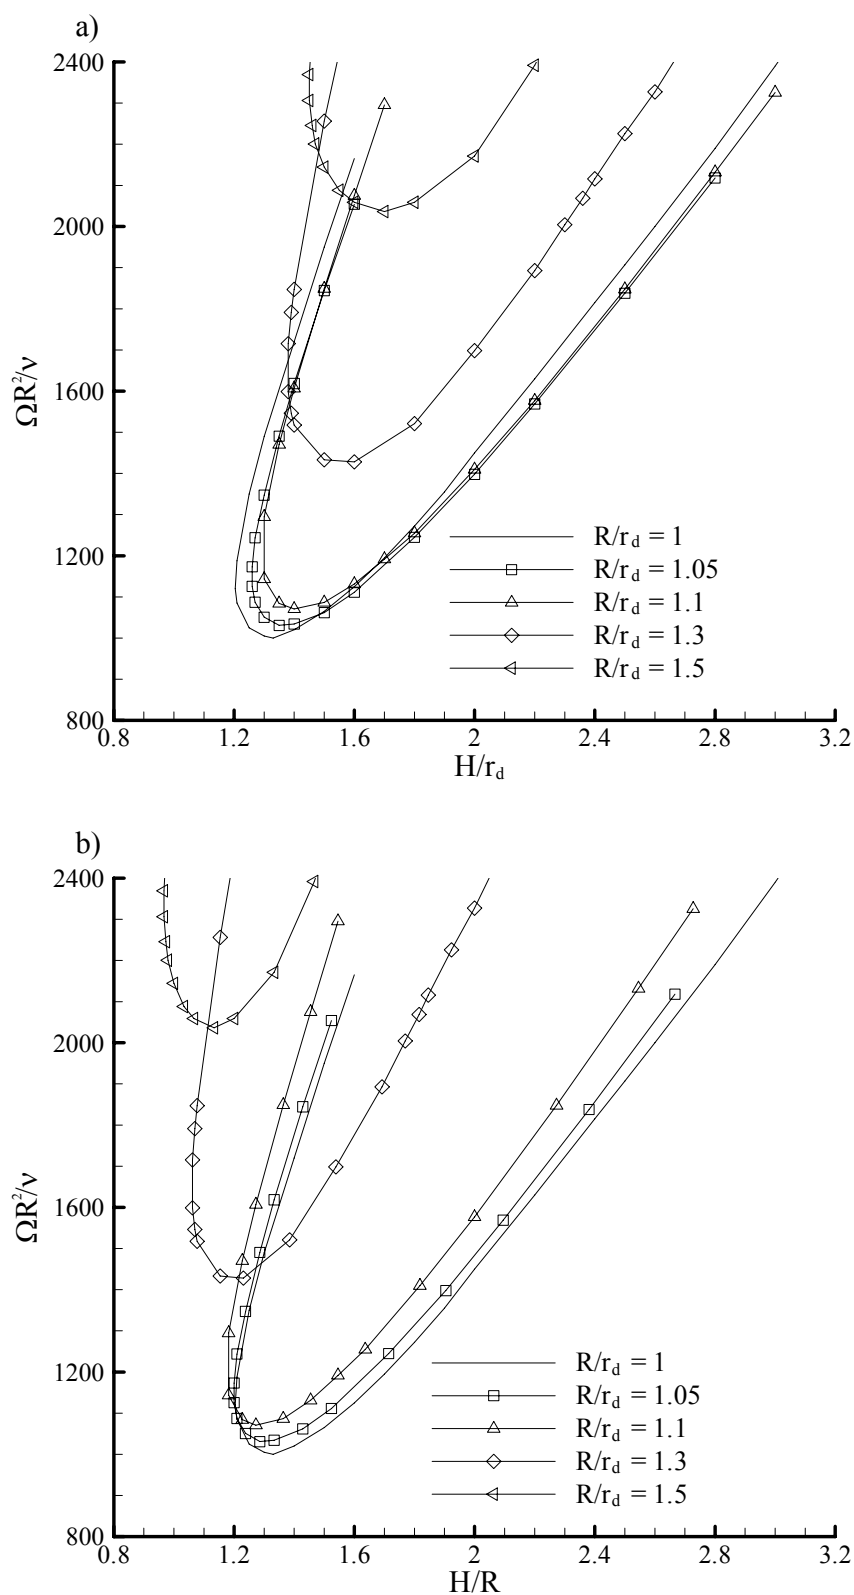 a)
2400
2000
1600
1200
800
ΩR²/ν
0.8 1.2 1.6 2 2.4 2.8 3.2
H/r_d
R/r_d = 1
R/r_d = 1.05
R/r_d = 1.1
R/r_d = 1.3
R/r_d = 1.5
b)
2400
2000
1600
1200
800
ΩR²/ν
0.8 1.2 1.6 2 2.4 2.8 3.2
H/R
R/r_d = 1
R/r_d = 1.05
R/r_d = 1.1
R/r_d = 1.3
R/r_d = 1.5